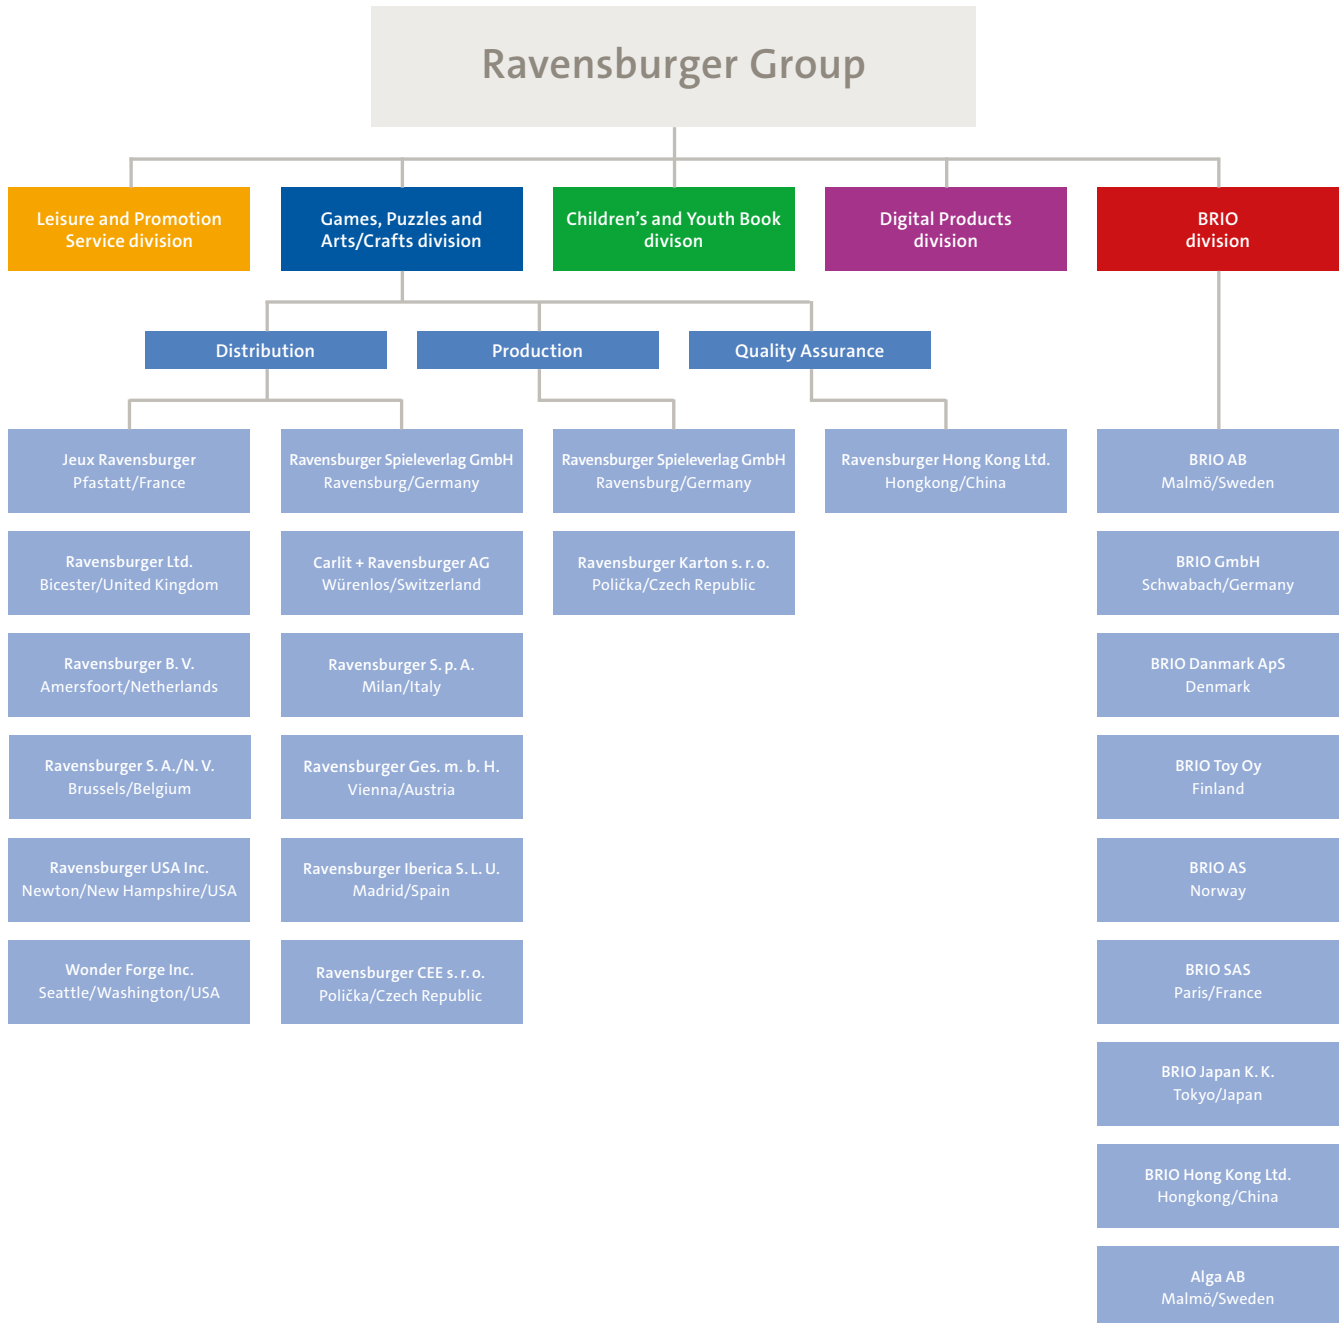 Ravensburger Group
Leisure and Promotion
Service division
Games, Puzzles and
Arts/Crafts division
Children’s and Youth Book
divison
Digital Products
division
BRIO
division
Distribution
Production
Quality Assurance
Jeux Ravensburger
Pfastatt/France
Ravensburger Ltd.
Bicester/United Kingdom
Ravensburger B. V.
Amersfoort/Netherlands
Ravensburger S. A./N. V.
Brussels/Belgium
Ravensburger USA Inc.
Newton/New Hampshire/USA
Wonder Forge Inc.
Seattle/Washington/USA
Ravensburger Spieleverlag GmbH
Ravensburg/Germany
Carlit + Ravensburger AG
Würenlos/Switzerland
Ravensburger S. p. A.
Milan/Italy
Ravensburger Ges. m. b. H.
Vienna/Austria
Ravensburger Iberica S. L. U.
Madrid/Spain
Ravensburger CEE s. r. o.
Polička/Czech Republic
Ravensburger Spieleverlag GmbH
Ravensburg/Germany
Ravensburger Karton s. r. o.
Polička/Czech Republic
Ravensburger Hong Kong Ltd.
Hongkong/China
BRIO AB
Malmö/Sweden
BRIO GmbH
Schwabach/Germany
BRIO Danmark ApS
Denmark
BRIO Toy Oy
Finland
BRIO AS
Norway
BRIO SAS
Paris/France
BRIO Japan K. K.
Tokyo/Japan
BRIO Hong Kong Ltd.
Hongkong/China
Alga AB
Malmö/Sweden